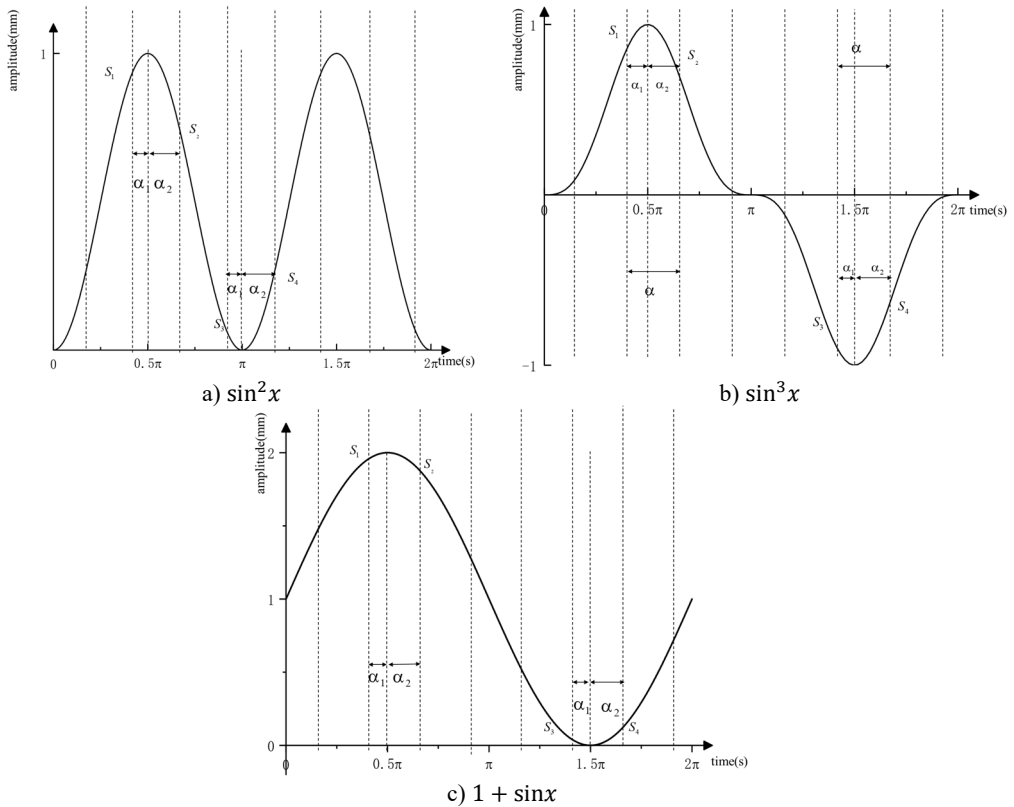 amplitude(mm)
1
S₁
S₂
α₁ α₂
α₁ α₂
S₃
S₄
0
0.5π
π
1.5π
2π
time(s)
a) sin²x
amplitude(mm)
1
S₁
S₂
α₁ α₂
α
0
0.5π
π
1.5π
2π
time(s)
α
α₁ α₂
S₃
S₄
-1
b) sin³x
amplitude(mm)
2
S₁
S₂
1
α₁ α₂
α₁ α₂
S₃
S₄
0
0
0.5π
π
1.5π
2π
time(s)
c) 1 + sinx